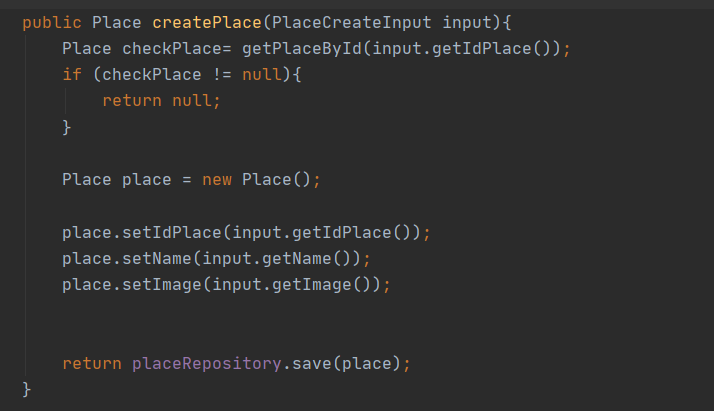 public Place createPlace(PlaceCreateInput input){
    Place checkPlace= getPlaceById(input.getIdPlace());
    if (checkPlace != null){
        return null;
    }

    Place place = new Place();

    place.setIdPlace(input.getIdPlace());
    place.setName(input.getName());
    place.setImage(input.getImage());


    return placeRepository.save(place);
}